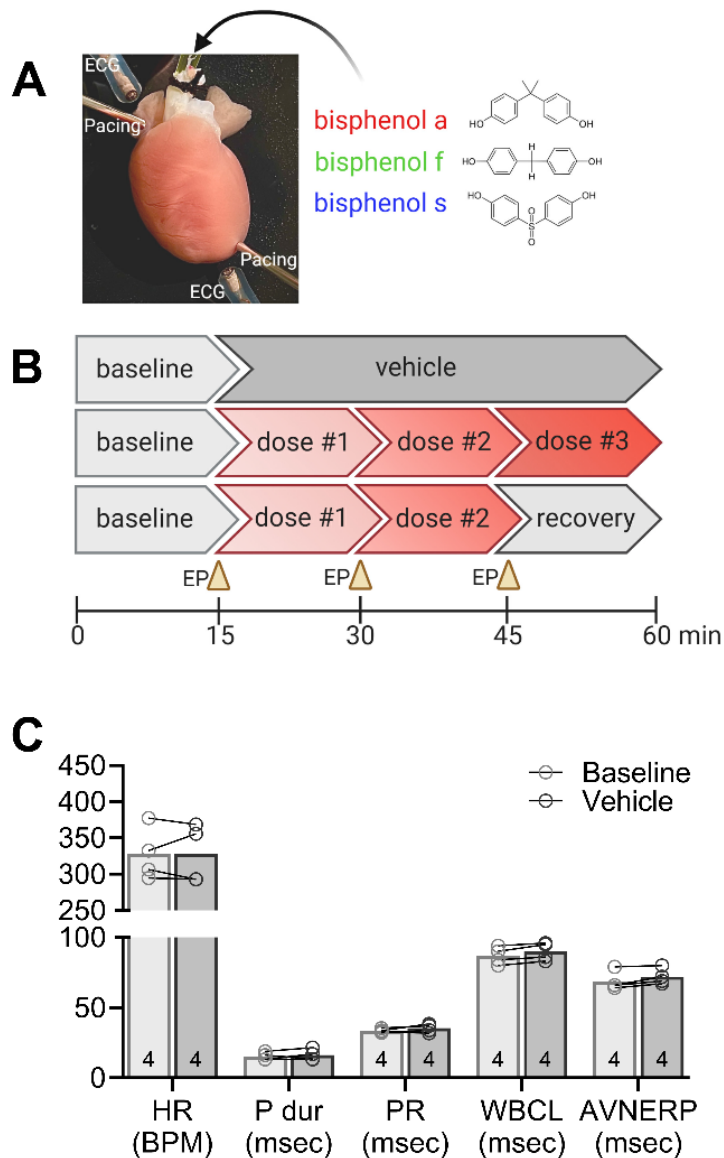 A
ECG
Pacing
Pacing
ECG
bisphenol a
HO
OH
bisphenol f
HO
H
H
OH
bisphenol s
HO
OH
O
S
O
B
baseline
vehicle
baseline
dose #1
dose #2
dose #3
baseline
dose #1
dose #2
recovery
EP
EP
EP
0
15
30
45
60 min
C
450
400
350
300
250
100
50
0
Baseline
Vehicle
4
4
4
4
4
4
4
4
HR
(BPM)
P dur
(msec)
PR
(msec)
WBCL
(msec)
AVNERP
(msec)